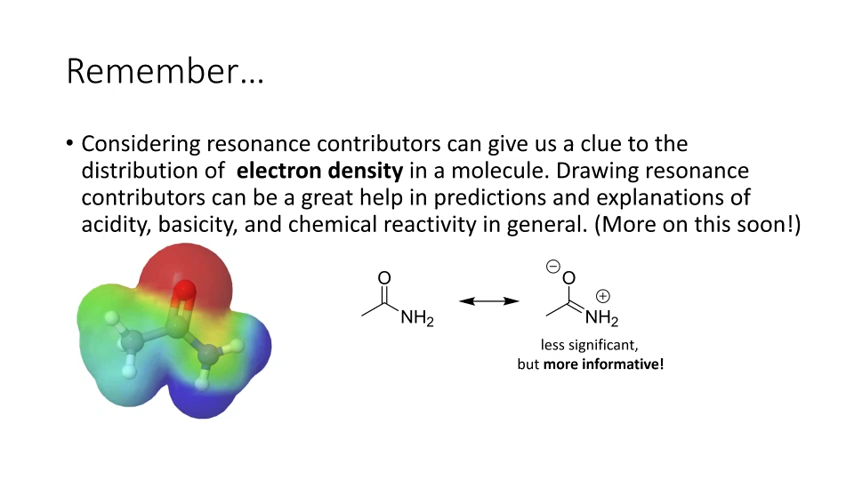 Remember…
• Considering resonance contributors can give us a clue to the
distribution of  electron density in a molecule. Drawing resonance
contributors can be a great help in predictions and explanations of
acidity, basicity, and chemical reactivity in general. (More on this soon!)
O
NH2
⊖
O
⊕
NH2
less significant,
but more informative!